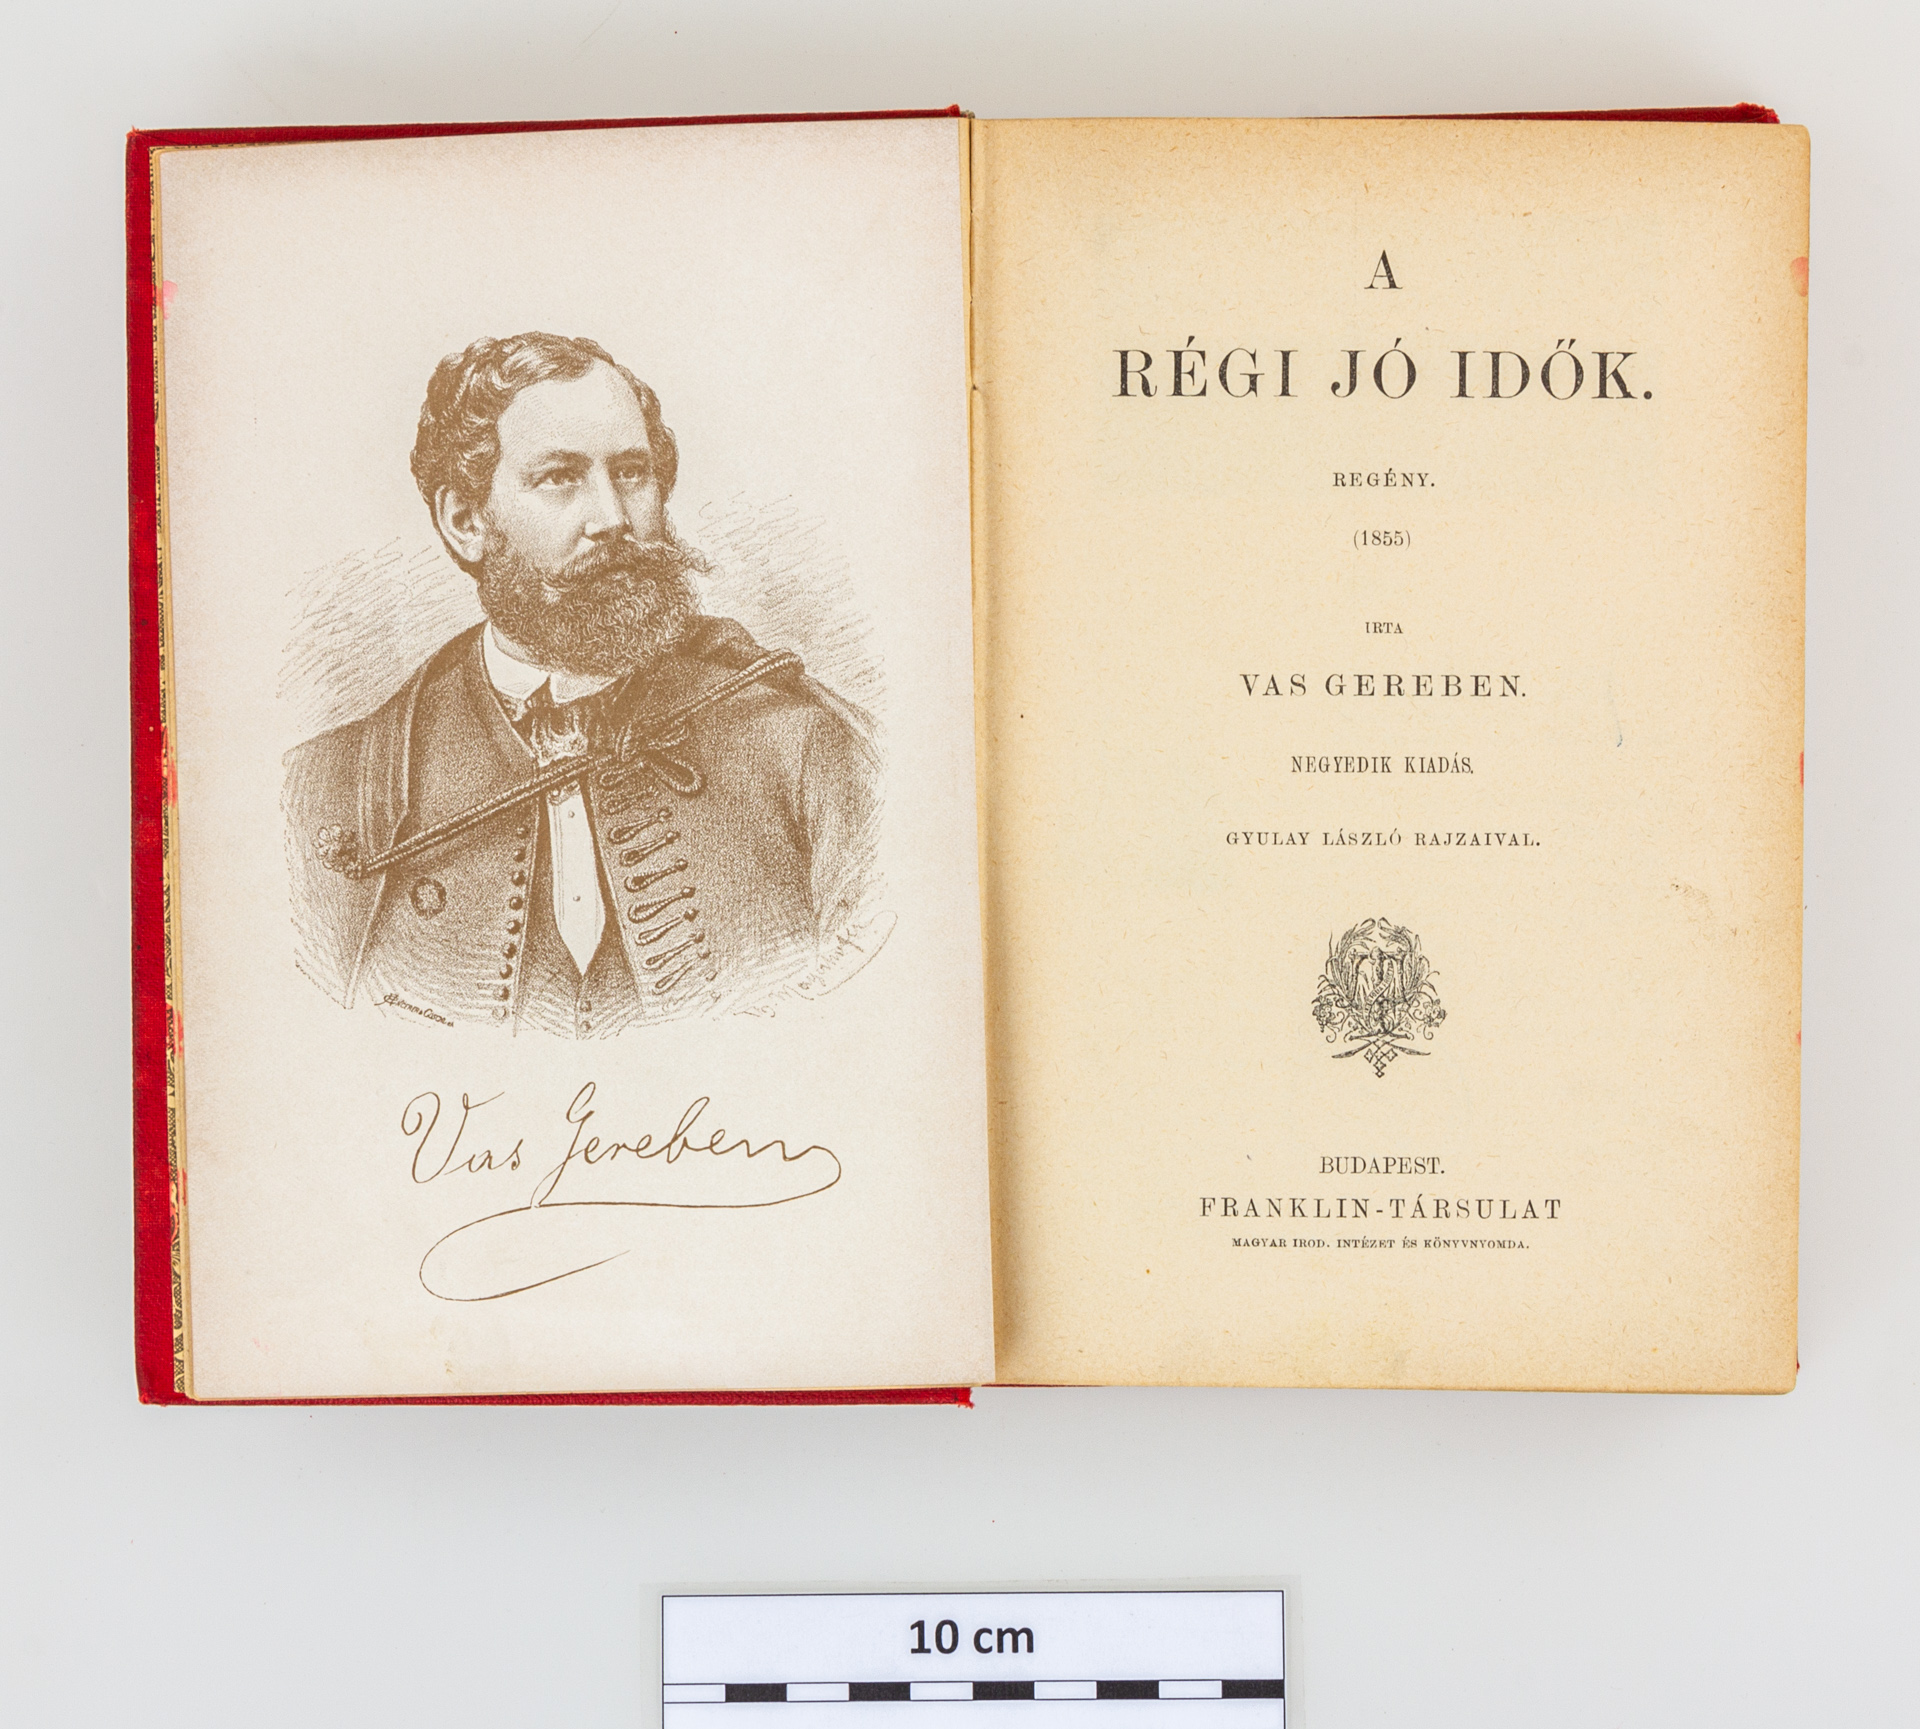 Vas Gereben
A
RÉGI JÓ IDŐK.
REGÉNY.
(1855)
IRTA
VAS GEREBEN.
NEGYEDIK KIADÁS.
GYULAY LÁSZLÓ RAJZAIVAL.
BUDAPEST.
FRANKLIN-TÁRSULAT
MAGYAR IROD. INTÉZET ÉS KÖNYVNYOMDA.
10 cm